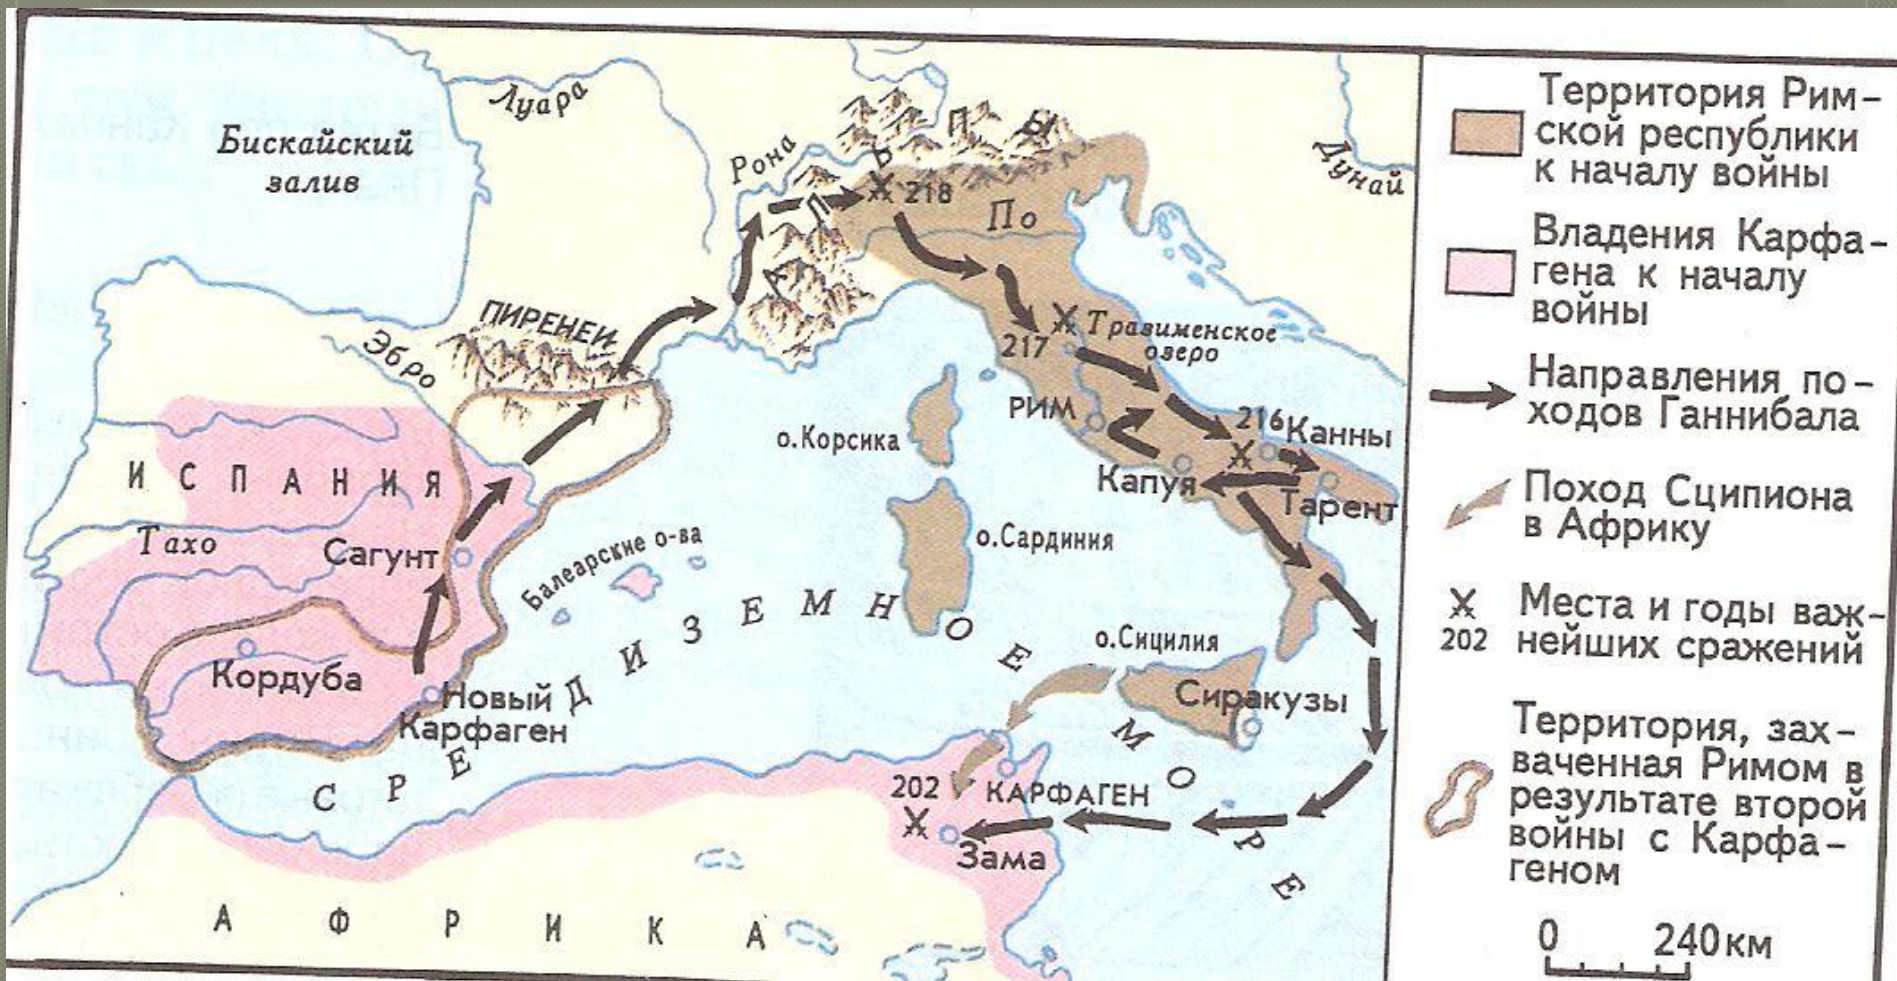 Бискайский
залив
Луара
Рона
АЛЬПЫ
Дунай
218
По
ПИРЕНЕИ
Эбро
Тразименское
озеро
217
РИМ
216
Канны
о.Корсика
Капуя
Тарент
ИСПАНИЯ
Тахо
Сагунт
Балеарские о-ва
о.Сардиния
СРЕДИЗЕМНОЕ МОРЕ
о.Сицилия
Сиракузы
Кордуба
Новый
Карфаген
202
КАРФАГЕН
Зама
АФРИКА
Территория Рим-
ской республики
к началу войны
Владения Карфа-
гена к началу
войны
Направления по-
ходов Ганнибала
Поход Сципиона
в Африку
202
Места и годы важ-
нейших сражений
Территория, зах-
ваченная Римом в
результате второй
войны с Карфа-
геном
0 240км